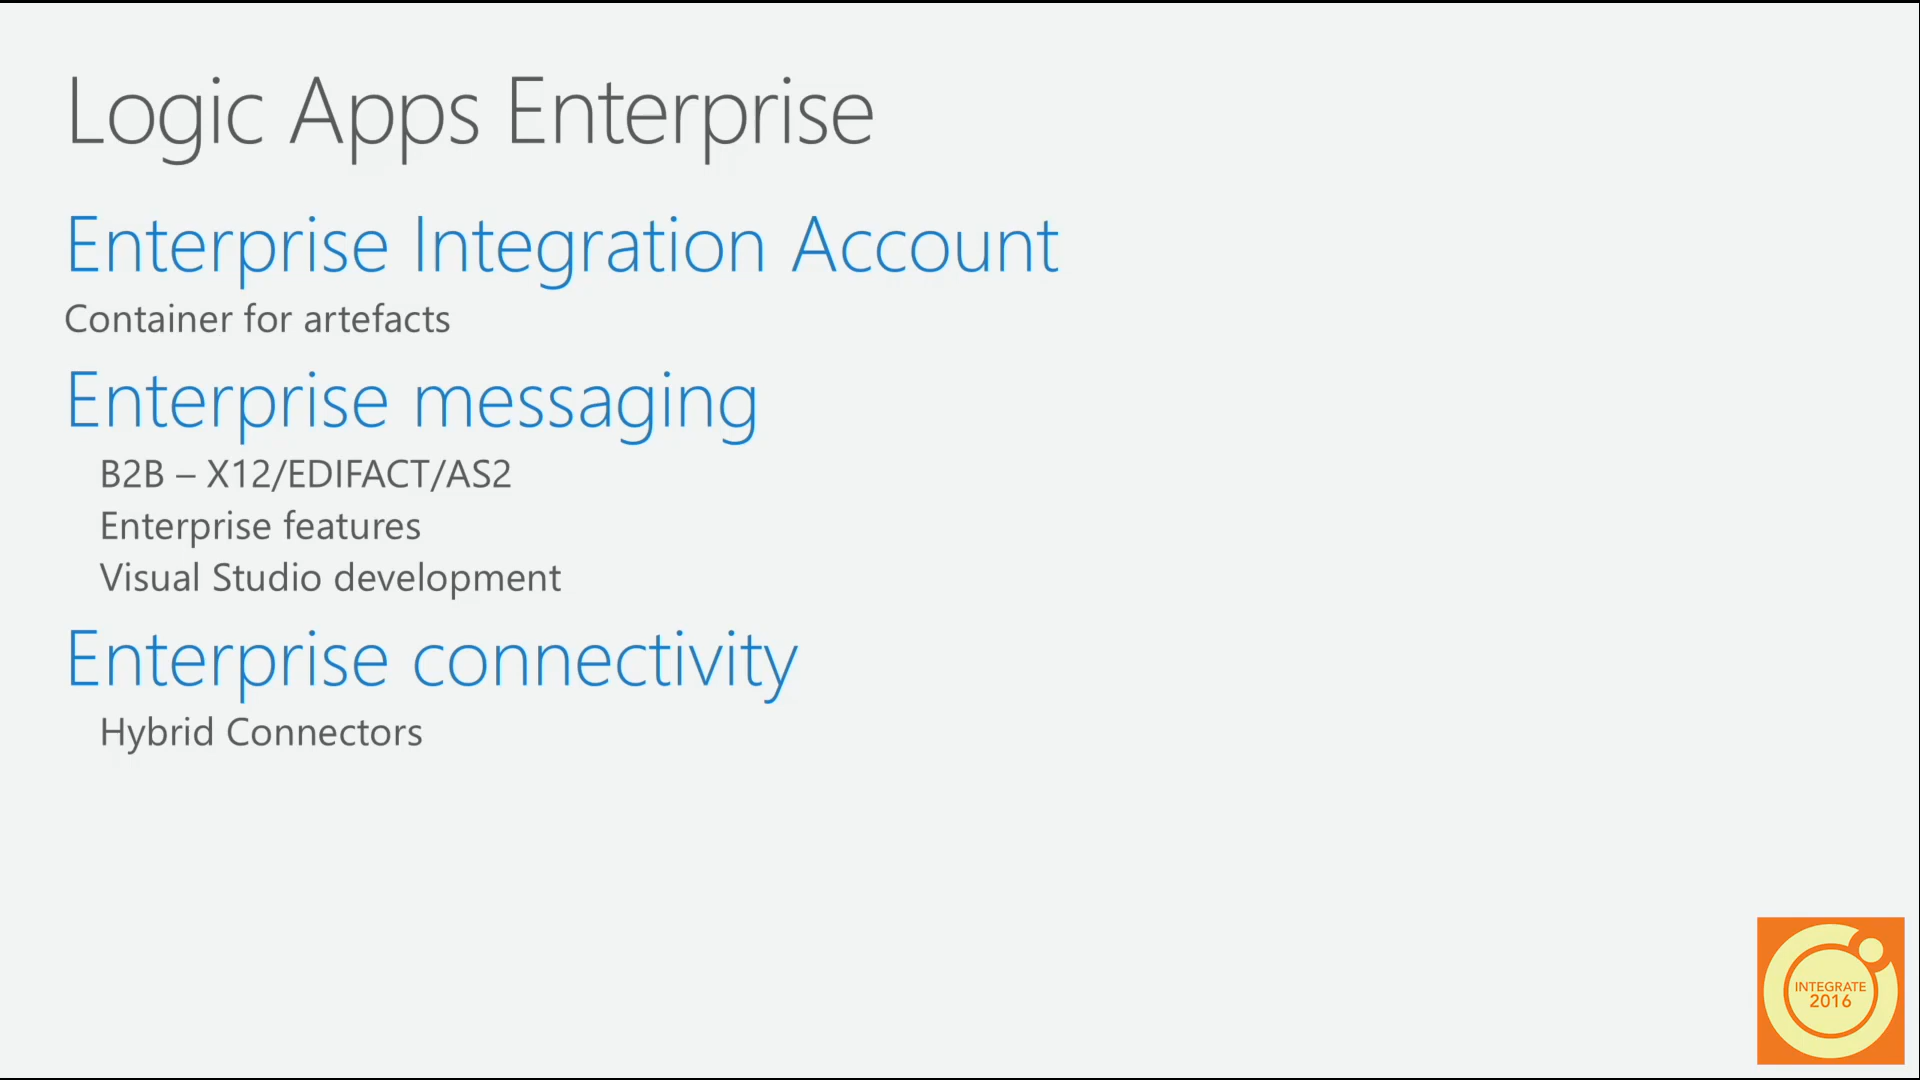 Logic Apps Enterprise
Enterprise Integration Account
Container for artefacts
Enterprise messaging
B2B – X12/EDIFACT/AS2
Enterprise features
Visual Studio development
Enterprise connectivity
Hybrid Connectors
INTEGRATE
2016